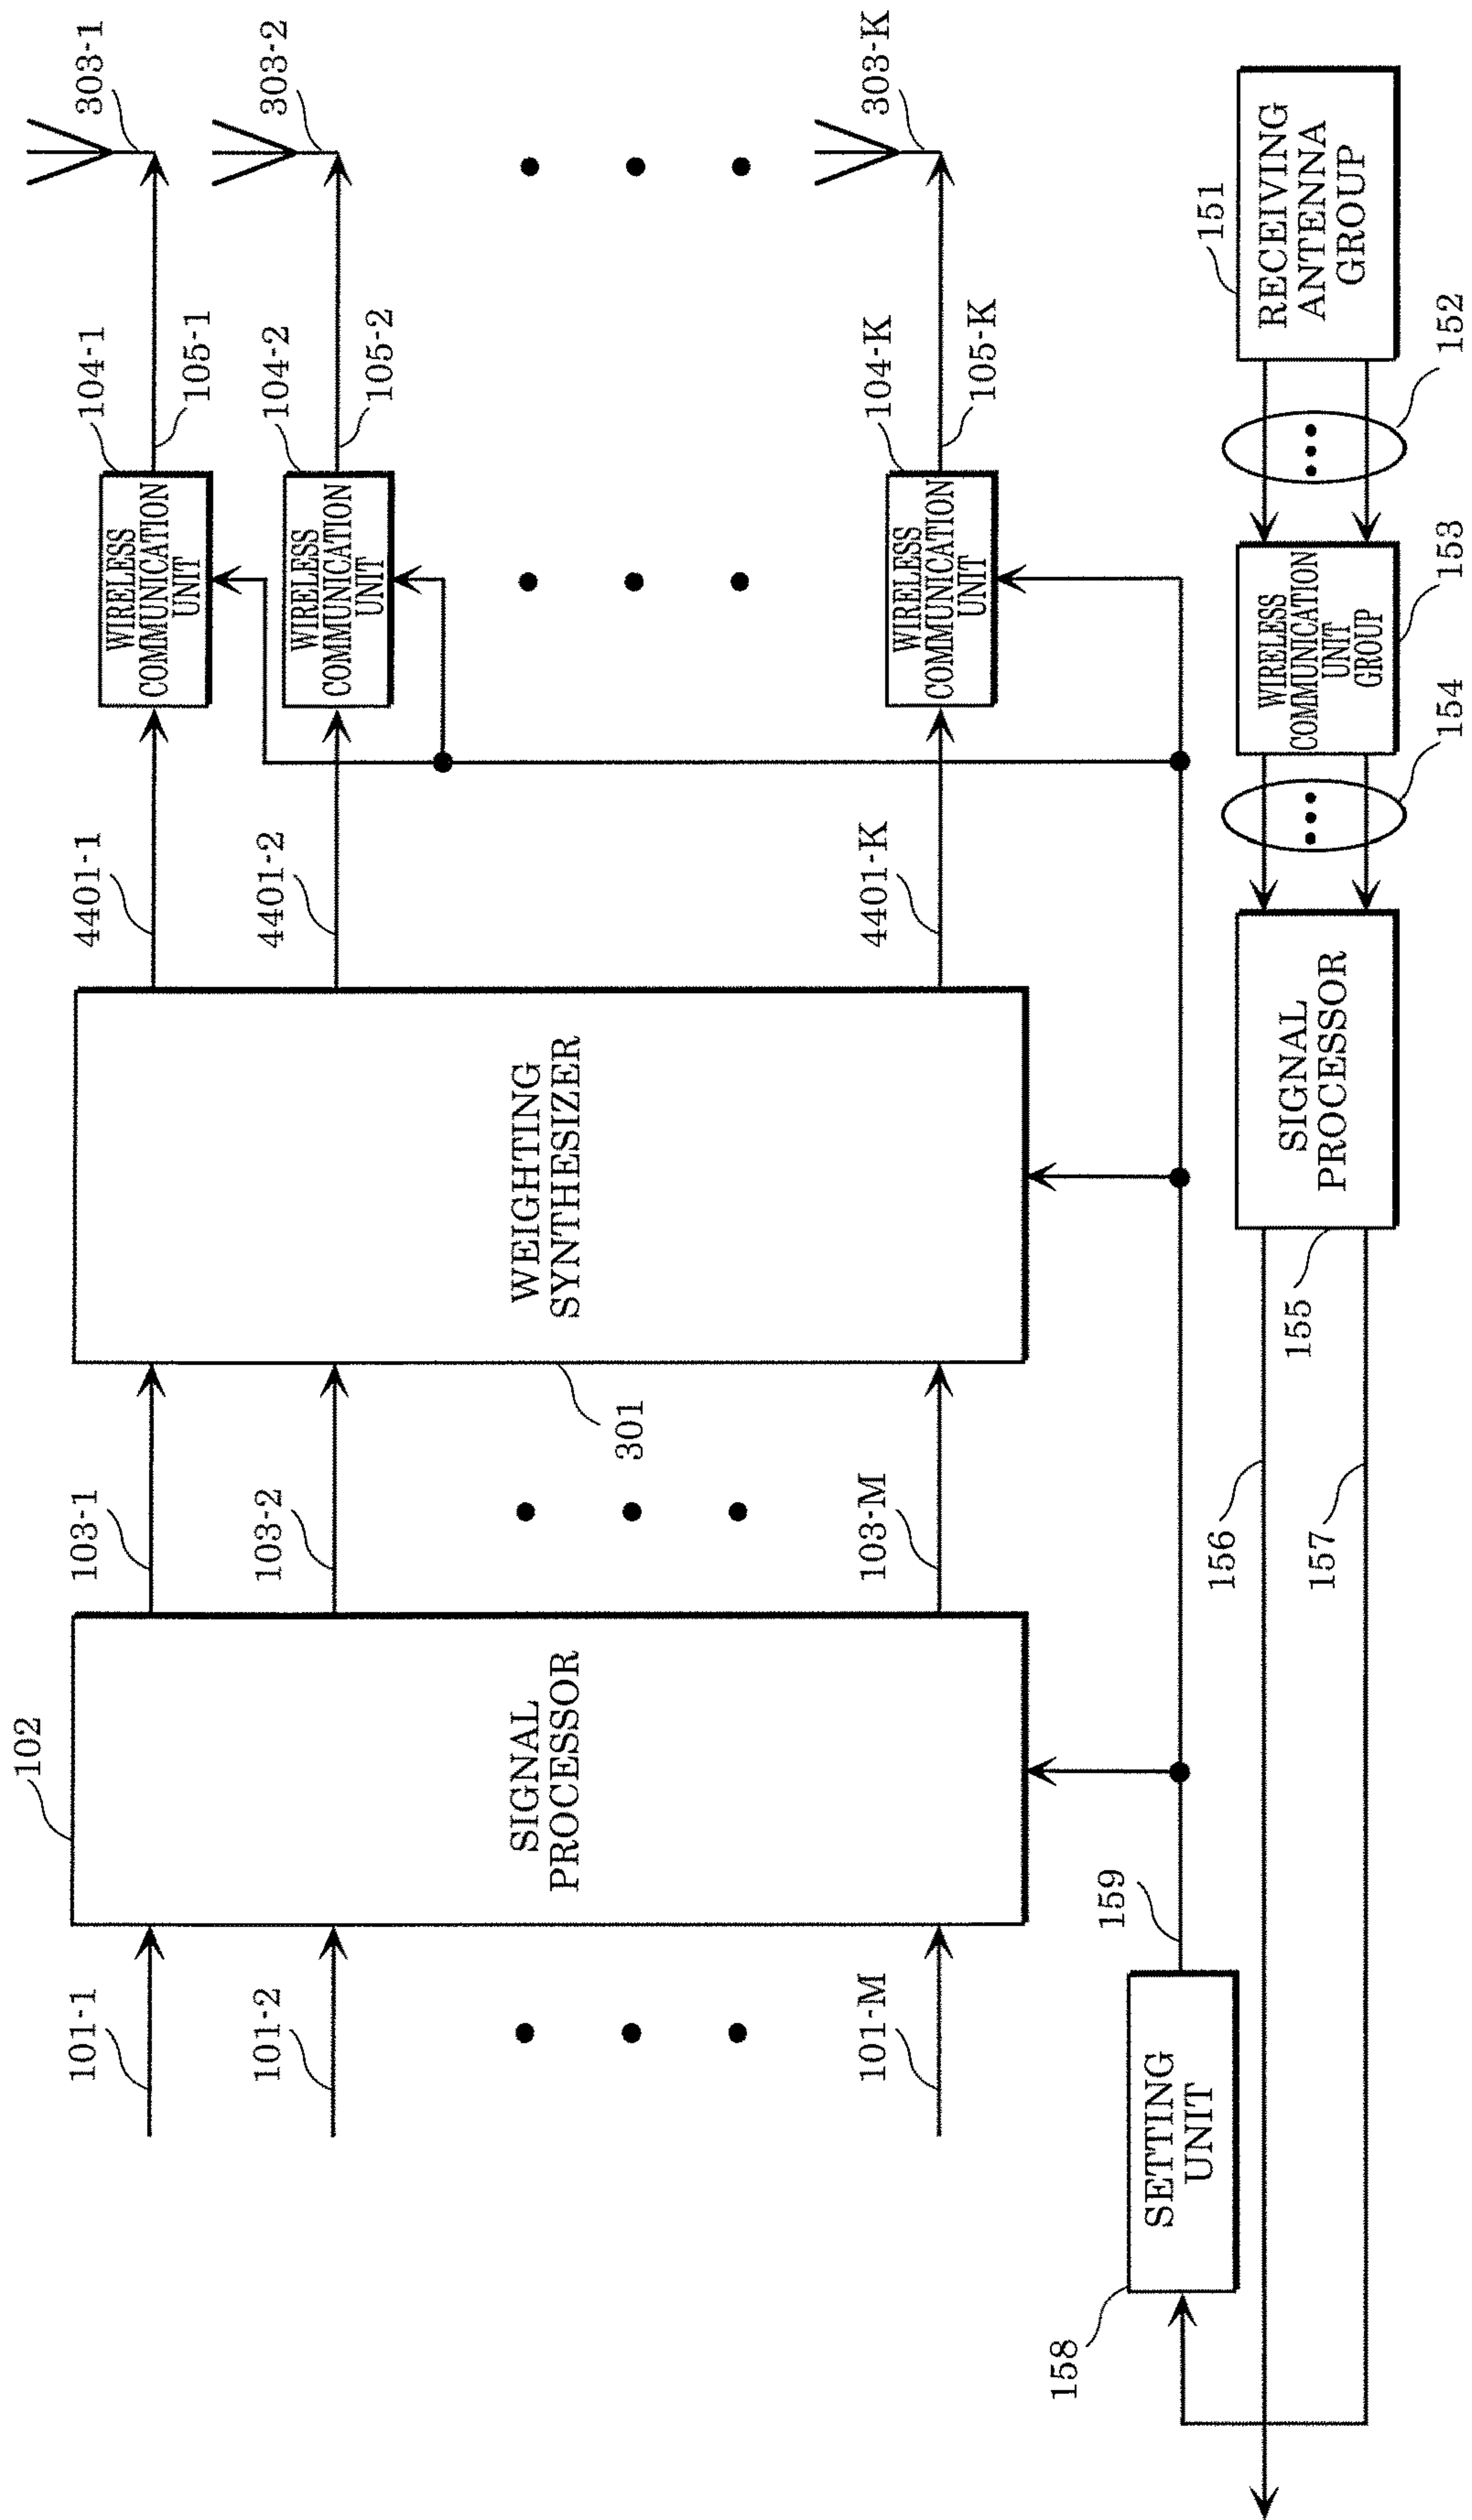 102
101-1
101-2
101-M
SIGNAL
PROCESSOR
103-1
103-2
103-M
WEIGHTING
SYNTHESIZER
301
4401-1
4401-2
4401-K
WIRELESS
COMMUNICATION
UNIT
104-1
105-1
303-1
WIRELESS
COMMUNICATION
UNIT
104-2
105-2
303-2
WIRELESS
COMMUNICATION
UNIT
104-K
105-K
303-K
158
SETTING
UNIT
159
156
157
155
SIGNAL
PROCESSOR
154
WIRELESS
COMMUNICATION
UNIT
GROUP
153
152
151
RECEIVING
ANTENNA
GROUP